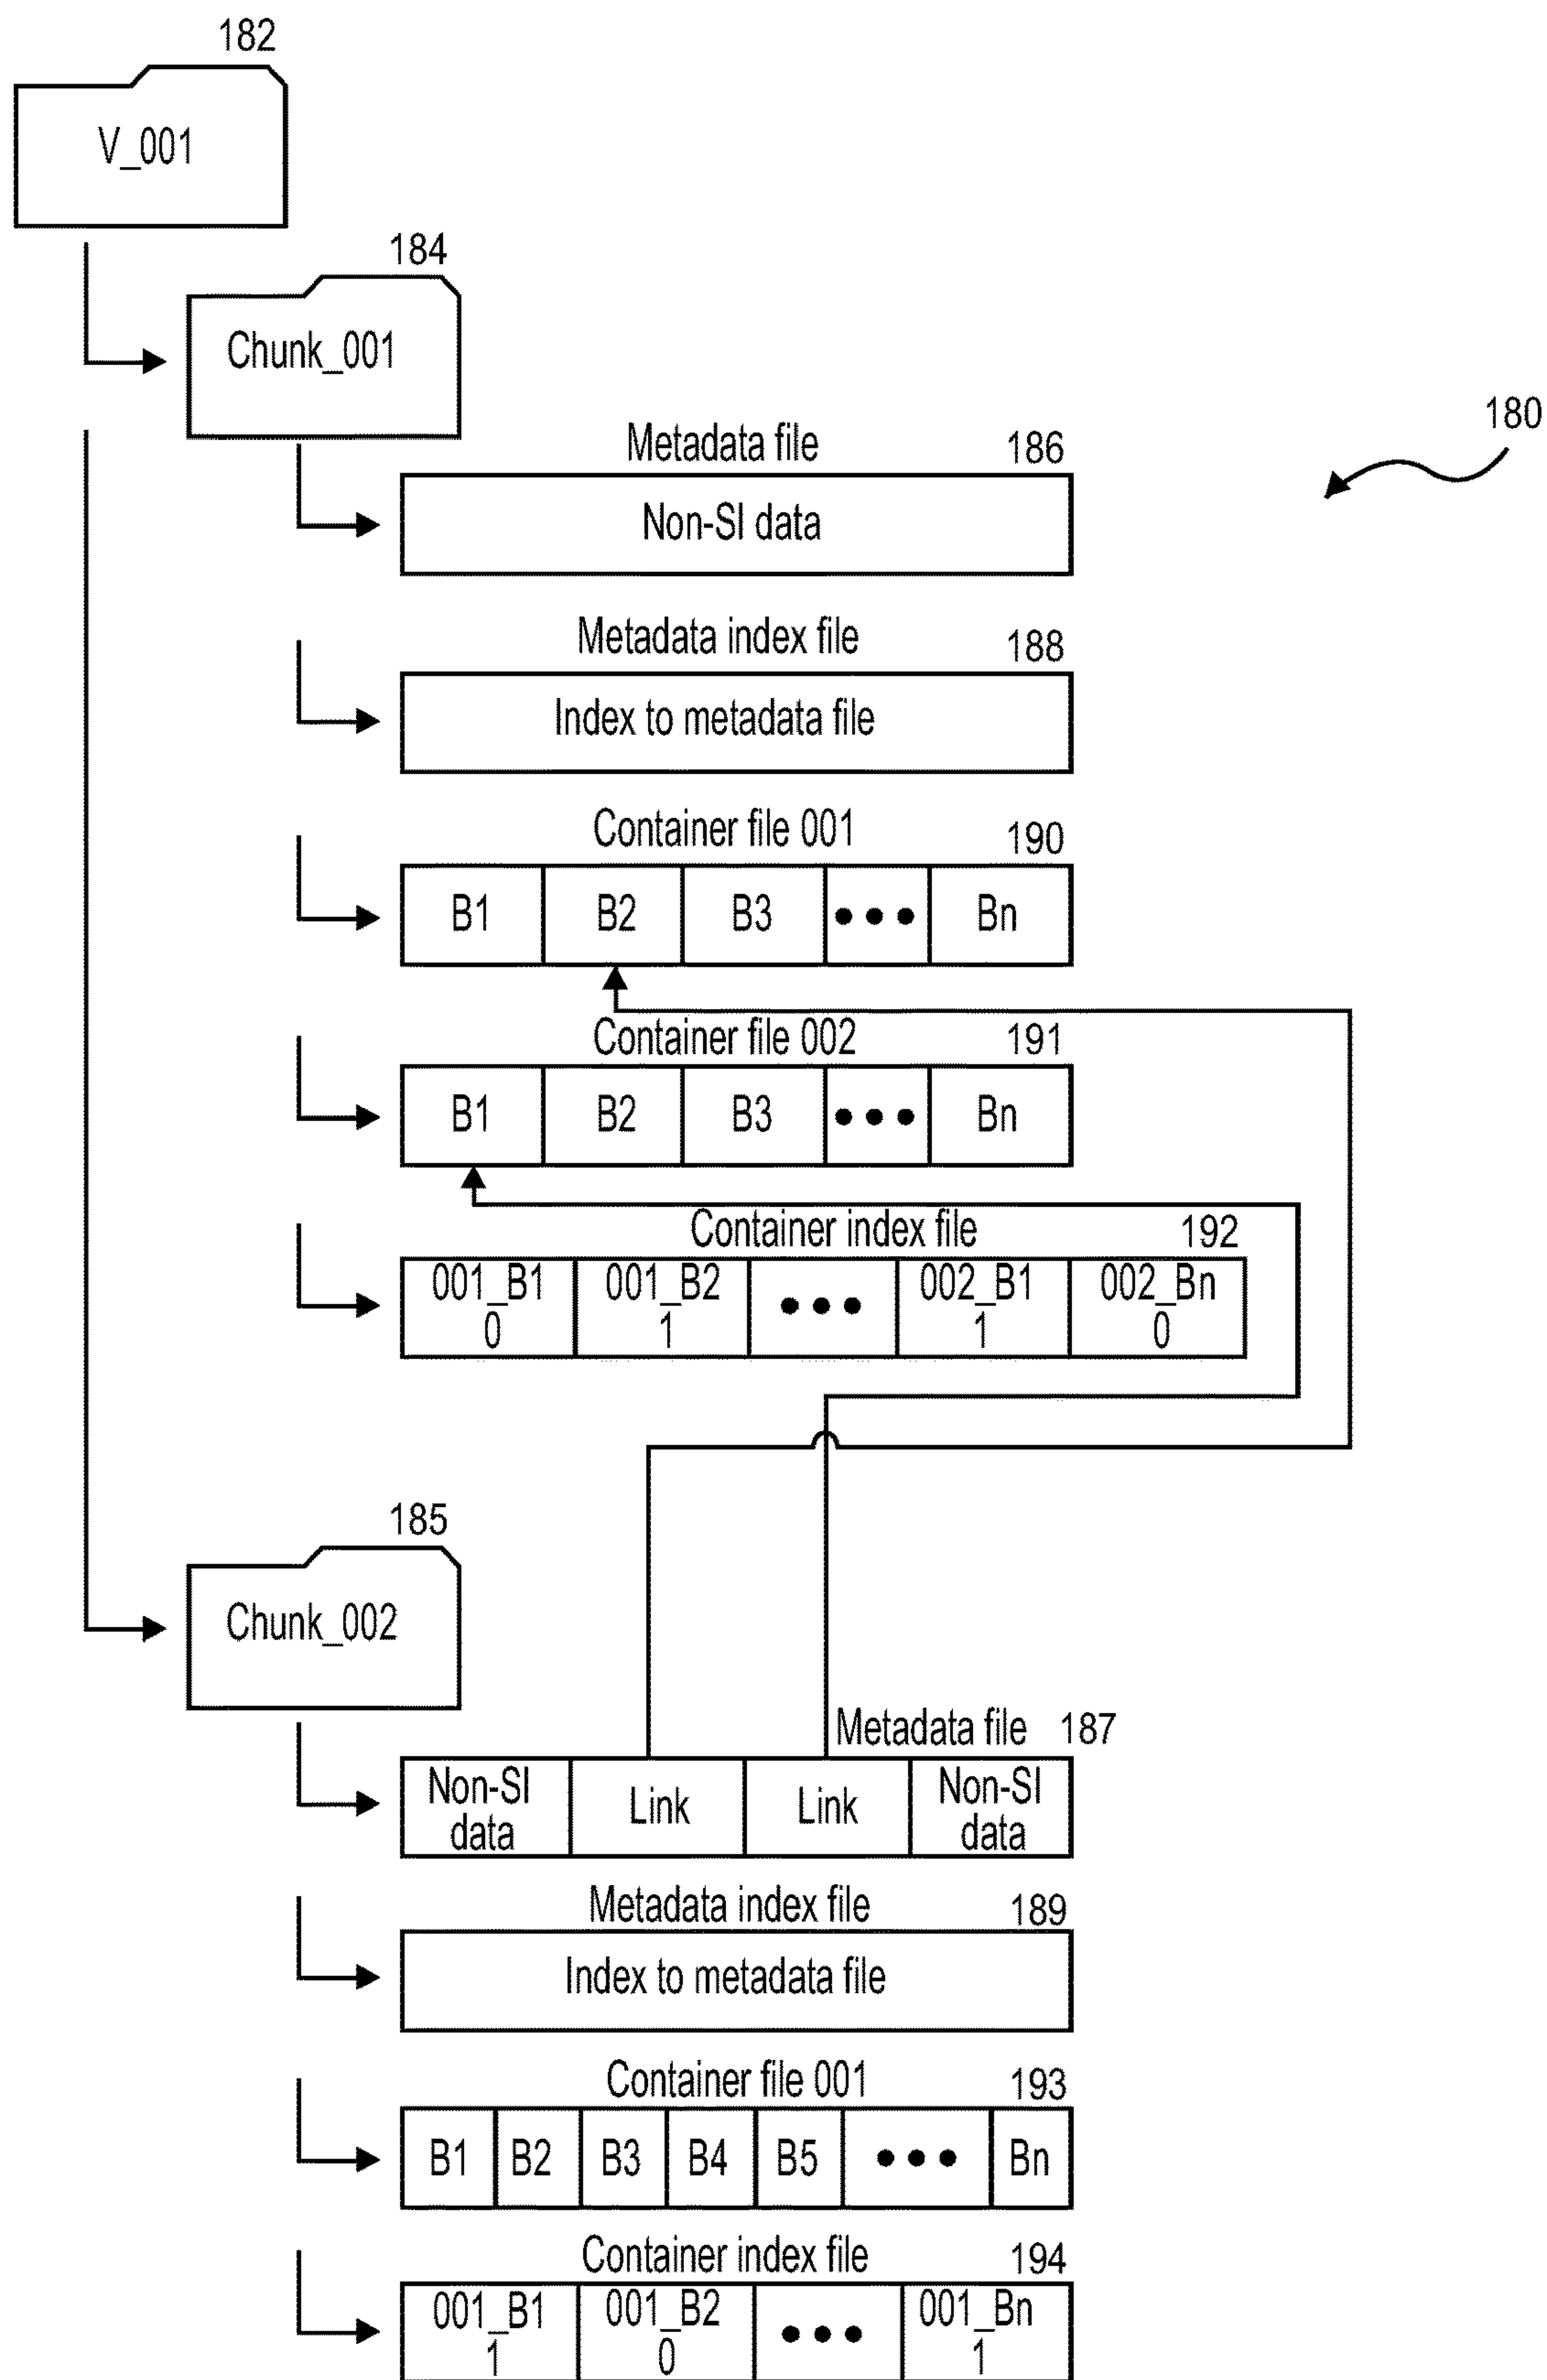 182
V_001
184
Chunk_001
180
Metadata file 186
Non-SI data
Metadata index file 188
Index to metadata file
Container file 001 190
B1 B2 B3 ••• Bn
Container file 002 191
B1 B2 B3 ••• Bn
Container index file 192
001_B1 001_B2 ••• 002_B1 002_Bn
0 1 1 0
185
Chunk_002
Metadata file 187
Non-SI Link Link Non-SI
data data
Metadata index file 189
Index to metadata file
Container file 001 193
B1 B2 B3 B4 B5 ••• Bn
Container index file 194
001_B1 001_B2 ••• 001_Bn
1 0 1